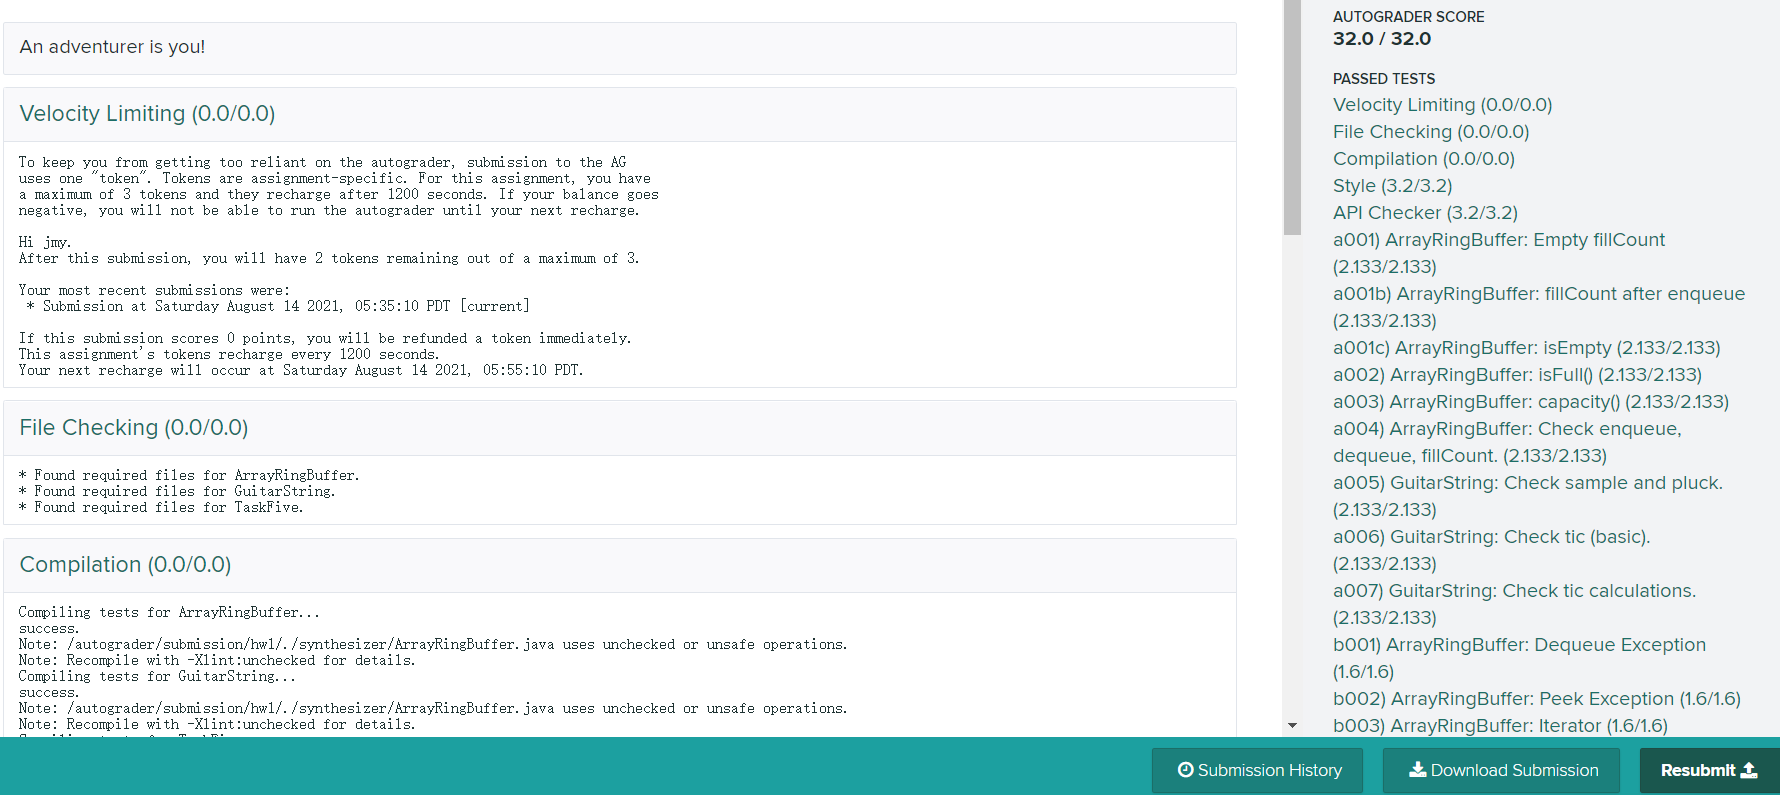 An adventurer is you!
Velocity Limiting (0.0/0.0)
To keep you from getting too reliant on the autograder, submission to the AG
uses one "token". Tokens are assignment-specific. For this assignment, you have
a maximum of 3 tokens and they recharge after 1200 seconds. If your balance goes
negative, you will not be able to run the autograder until your next recharge.
Hi jmy.
After this submission, you will have 2 tokens remaining out of a maximum of 3.
Your most recent submissions were:
* Submission at Saturday August 14 2021, 05:35:10 PDT [current]
If this submission scores 0 points, you will be refunded a token immediately.
This assignment's tokens recharge every 1200 seconds.
Your next recharge will occur at Saturday August 14 2021, 05:55:10 PDT.
File Checking (0.0/0.0)
* Found required files for ArrayRingBuffer.
* Found required files for GuitarString.
* Found required files for TaskFive.
Compilation (0.0/0.0)
Compiling tests for ArrayRingBuffer...
success.
Note: /autograder/submission/hw1/./synthesizer/ArrayRingBuffer.java uses unchecked or unsafe operations.
Note: Recompile with -Xlint:unchecked for details.
Compiling tests for GuitarString...
success.
Note: /autograder/submission/hw1/./synthesizer/ArrayRingBuffer.java uses unchecked or unsafe operations.
Note: Recompile with -Xlint:unchecked for details.
AUTOGRADER SCORE
32.0 / 32.0
PASSED TESTS
Velocity Limiting (0.0/0.0)
File Checking (0.0/0.0)
Compilation (0.0/0.0)
Style (3.2/3.2)
API Checker (3.2/3.2)
a001) ArrayRingBuffer: Empty fillCount
(2.133/2.133)
a001b) ArrayRingBuffer: fillCount after enqueue
(2.133/2.133)
a001c) ArrayRingBuffer: isEmpty (2.133/2.133)
a002) ArrayRingBuffer: isFull() (2.133/2.133)
a003) ArrayRingBuffer: capacity() (2.133/2.133)
a004) ArrayRingBuffer: Check enqueue,
dequeue, fillCount. (2.133/2.133)
a005) GuitarString: Check sample and pluck.
(2.133/2.133)
a006) GuitarString: Check tic (basic).
(2.133/2.133)
a007) GuitarString: Check tic calculations.
(2.133/2.133)
b001) ArrayRingBuffer: Dequeue Exception
(1.6/1.6)
b002) ArrayRingBuffer: Peek Exception (1.6/1.6)
b003) ArrayRingBuffer: Iterator (1.6/1.6)
Submission History
Download Submission
Resubmit